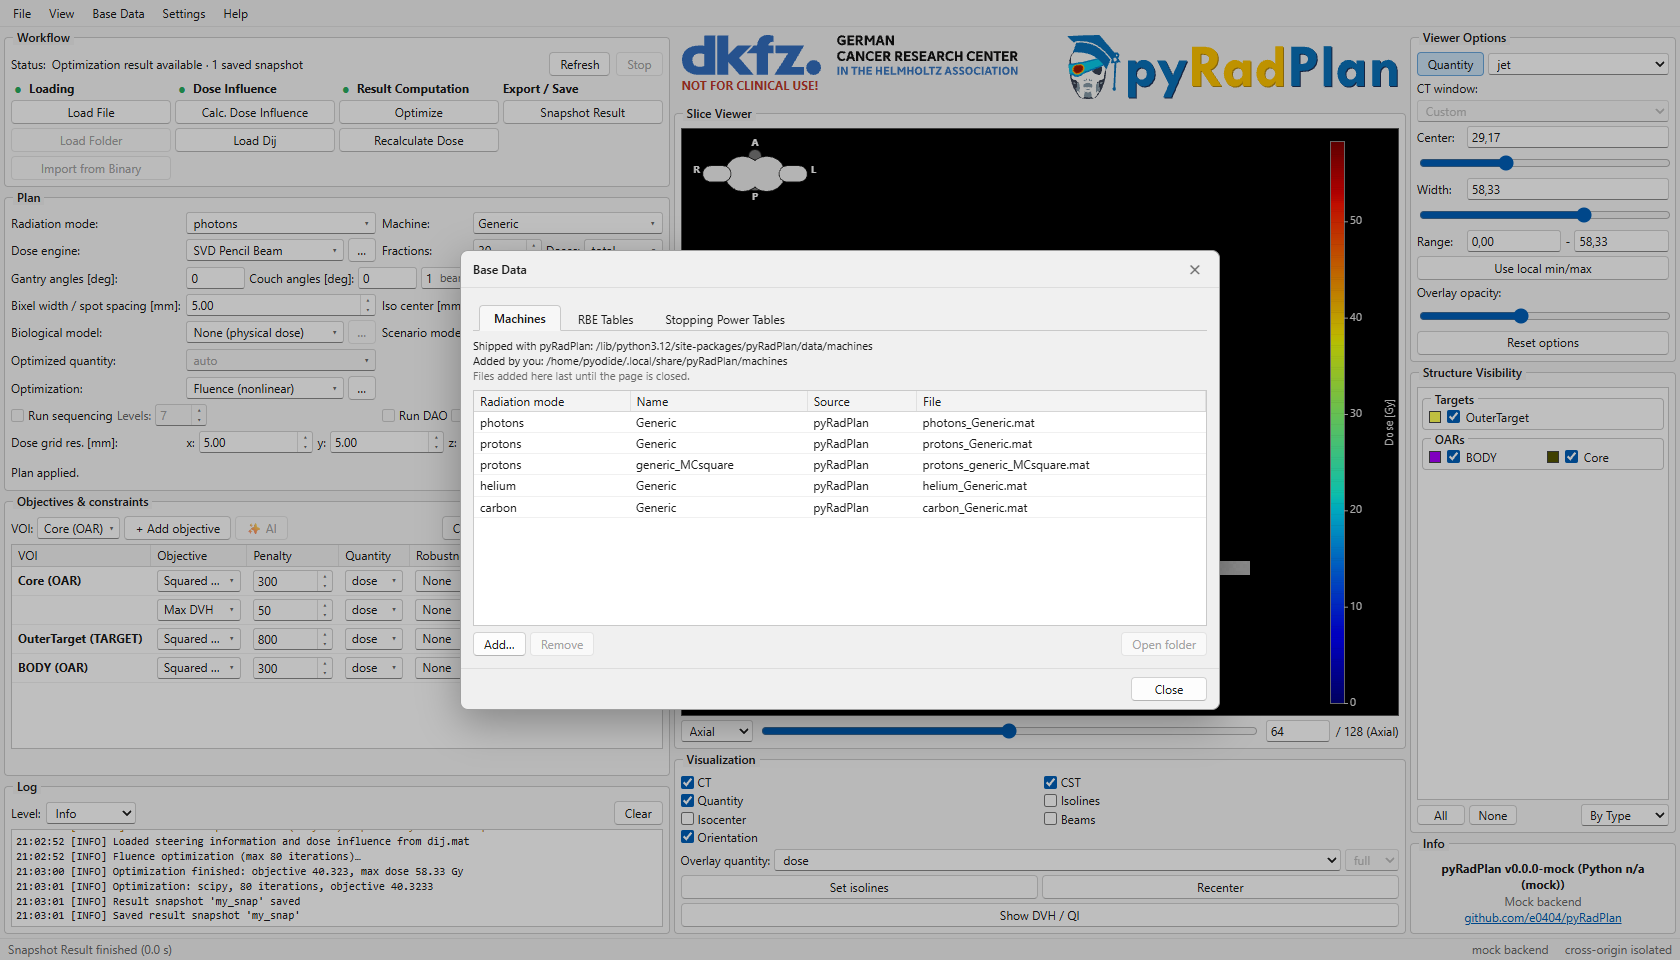 File View Base Data Settings Help
Workflow
Status: Optimization result available · 1 saved snapshot
Refresh Stop
Loading Dose Influence Result Computation Export / Save
Load File Calc. Dose Influence Optimize Snapshot Result
Load Folder Load Dij Recalculate Dose
Import from Binary
Plan
Radiation mode: photons Machine: Generic
Dose engine: SVD Pencil Beam ... Fractions:
Gantry angles [deg]: 0 Couch angles [deg]: 0 1
Bixel width / spot spacing [mm]: 5.00 Iso center [mm
Biological model: None (physical dose) ... Scenario mode
Optimized quantity: auto
Optimization: Fluence (nonlinear) ...
Run sequencing Levels: 7 Run DAO
Dose grid res. [mm]: x: 5.00 y: 5.00 z:
Plan applied.
Objectives & constraints
VOI: Core (OAR) + Add objective ✨ AI
VOI Objective Penalty Quantity Robustn
Core (OAR) Squared ... 300 dose None
Max DVH 50 dose None
OuterTarget (TARGET) Squared ... 800 dose None
BODY (OAR) Squared ... 300 dose None
Log
Level: Info Clear
21:02:52 [INFO] Loaded steering information and dose influence from dij.mat
21:02:52 [INFO] Fluence optimization (max 80 iterations)…
21:03:00 [INFO] Optimization finished: objective 40.323, max dose 58.33 Gy
21:03:01 [INFO] Optimization: scipy, 80 iterations, objective 40.3233
21:03:01 [INFO] Result snapshot 'my_snap' saved
21:03:01 [INFO] Saved result snapshot 'my_snap'
Snapshot Result finished (0.0 s)
dkfz.
GERMAN
CANCER RESEARCH CENTER
IN THE HELMHOLTZ ASSOCIATION
NOT FOR CLINICAL USE!
pyRadPlan
Slice Viewer
A
R L
P
50
40
30
20
10
0
Dose [Gy]
Axial 64 / 128 (Axial)
Base Data
Machines RBE Tables Stopping Power Tables
Shipped with pyRadPlan: /lib/python3.12/site-packages/pyRadPlan/data/machines
Added by you: /home/pyodide/.local/share/pyRadPlan/machines
Files added here last until the page is closed.
Radiation mode Name Source File
photons Generic pyRadPlan photons_Generic.mat
protons Generic pyRadPlan protons_Generic.mat
protons generic_MCsquare pyRadPlan protons_generic_MCsquare.mat
helium Generic pyRadPlan helium_Generic.mat
carbon Generic pyRadPlan carbon_Generic.mat
Add... Remove Open folder
Close
Visualization
CT CST
Quantity Isolines
Isocenter Beams
Orientation
Overlay quantity: dose full
Set isolines Recenter
Show DVH / QI
Viewer Options
Quantity jet
CT window:
Custom
Center: 29,17
Width: 58,33
Range: 0,00 - 58,33
Use local min/max
Overlay opacity:
Reset options
Structure Visibility
Targets
OuterTarget
OARs
BODY Core
All None By Type
Info
pyRadPlan v0.0.0-mock (Python n/a
(mock))
Mock backend
github.com/e0404/pyRadPlan
mock backend cross-origin isolated